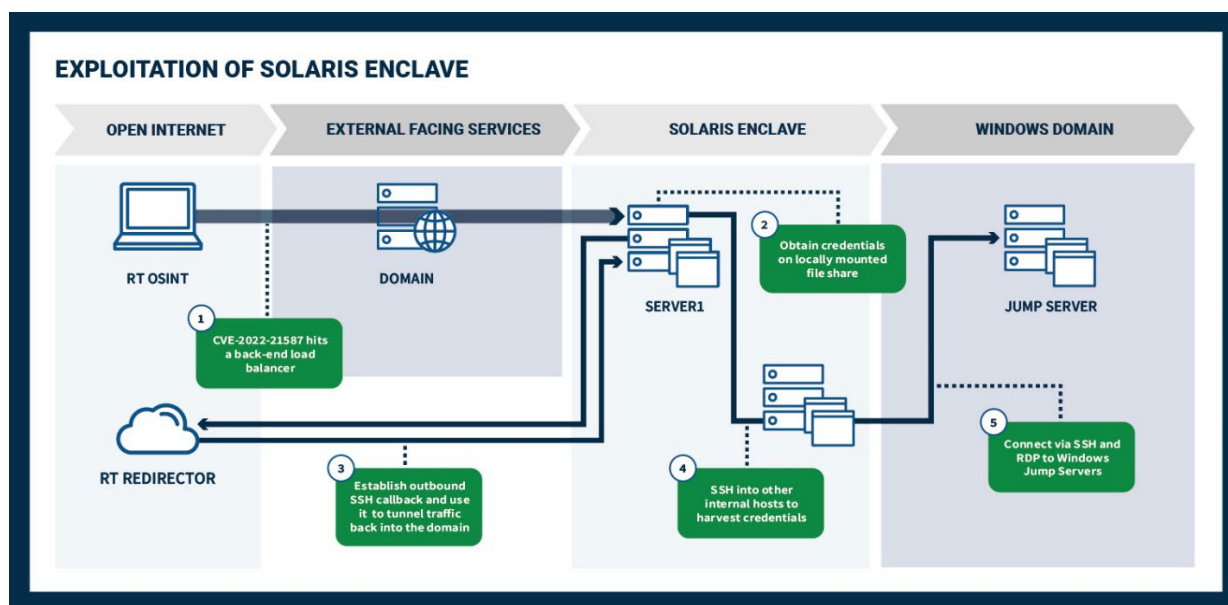 EXPLOITATION OF SOLARIS ENCLAVE
OPEN INTERNET
EXTERNAL FACING SERVICES
SOLARIS ENCLAVE
WINDOWS DOMAIN
RT OSINT
DOMAIN
SERVER1
2
Obtain credentials
on locally mounted
file share
JUMP SERVER
1
CVE-2022-21587 hits
a back-end load
balancer
RT REDIRECTOR
3
Establish outbound
SSH callback and use
it to tunnel traffic
back into the domain
4
SSH into other
internal hosts to
harvest credentials
5
Connect via SSH and
RDP to Windows
Jump Servers